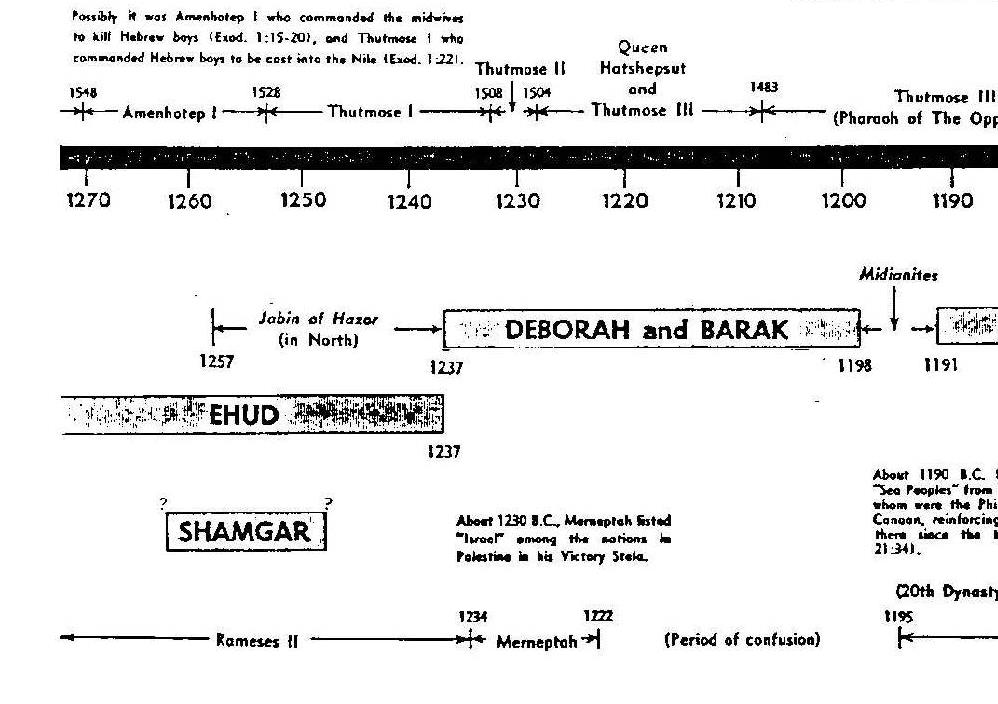 Possibly it was Amenhotep I who commanded the midwives
to kill Hebrew boys (Exod. 1:15-20), and Thutmose I who
commanded Hebrew boys to be cast into the Nile (Exod. 1:22).
Queen
Thutmose II Hatshepsut
and
1548 1528 1508 1504 1483
Amenhotep I Thutmose I Thutmose III Thutmose III
(Pharaoh of The Opp
1270 1260 1250 1240 1230 1220 1210 1200 1190
Midianites
Jabin of Hazor
(in North)
DEBORAH and BARAK
1257 1237 1198 1191
EHUD
1237
? ?
SHAMGAR
About 1230 B.C., Merneptah listed
"Israel" among the nations in
Palestine in his Victory Stela.
About 1190 B.C.
"Sea Peoples" from
whom were the Phi
Canaan, reinforcing
there since the
21:34).
(20th Dynasty
1234 1222 1195
Rameses II Merneptah (Period of confusion)